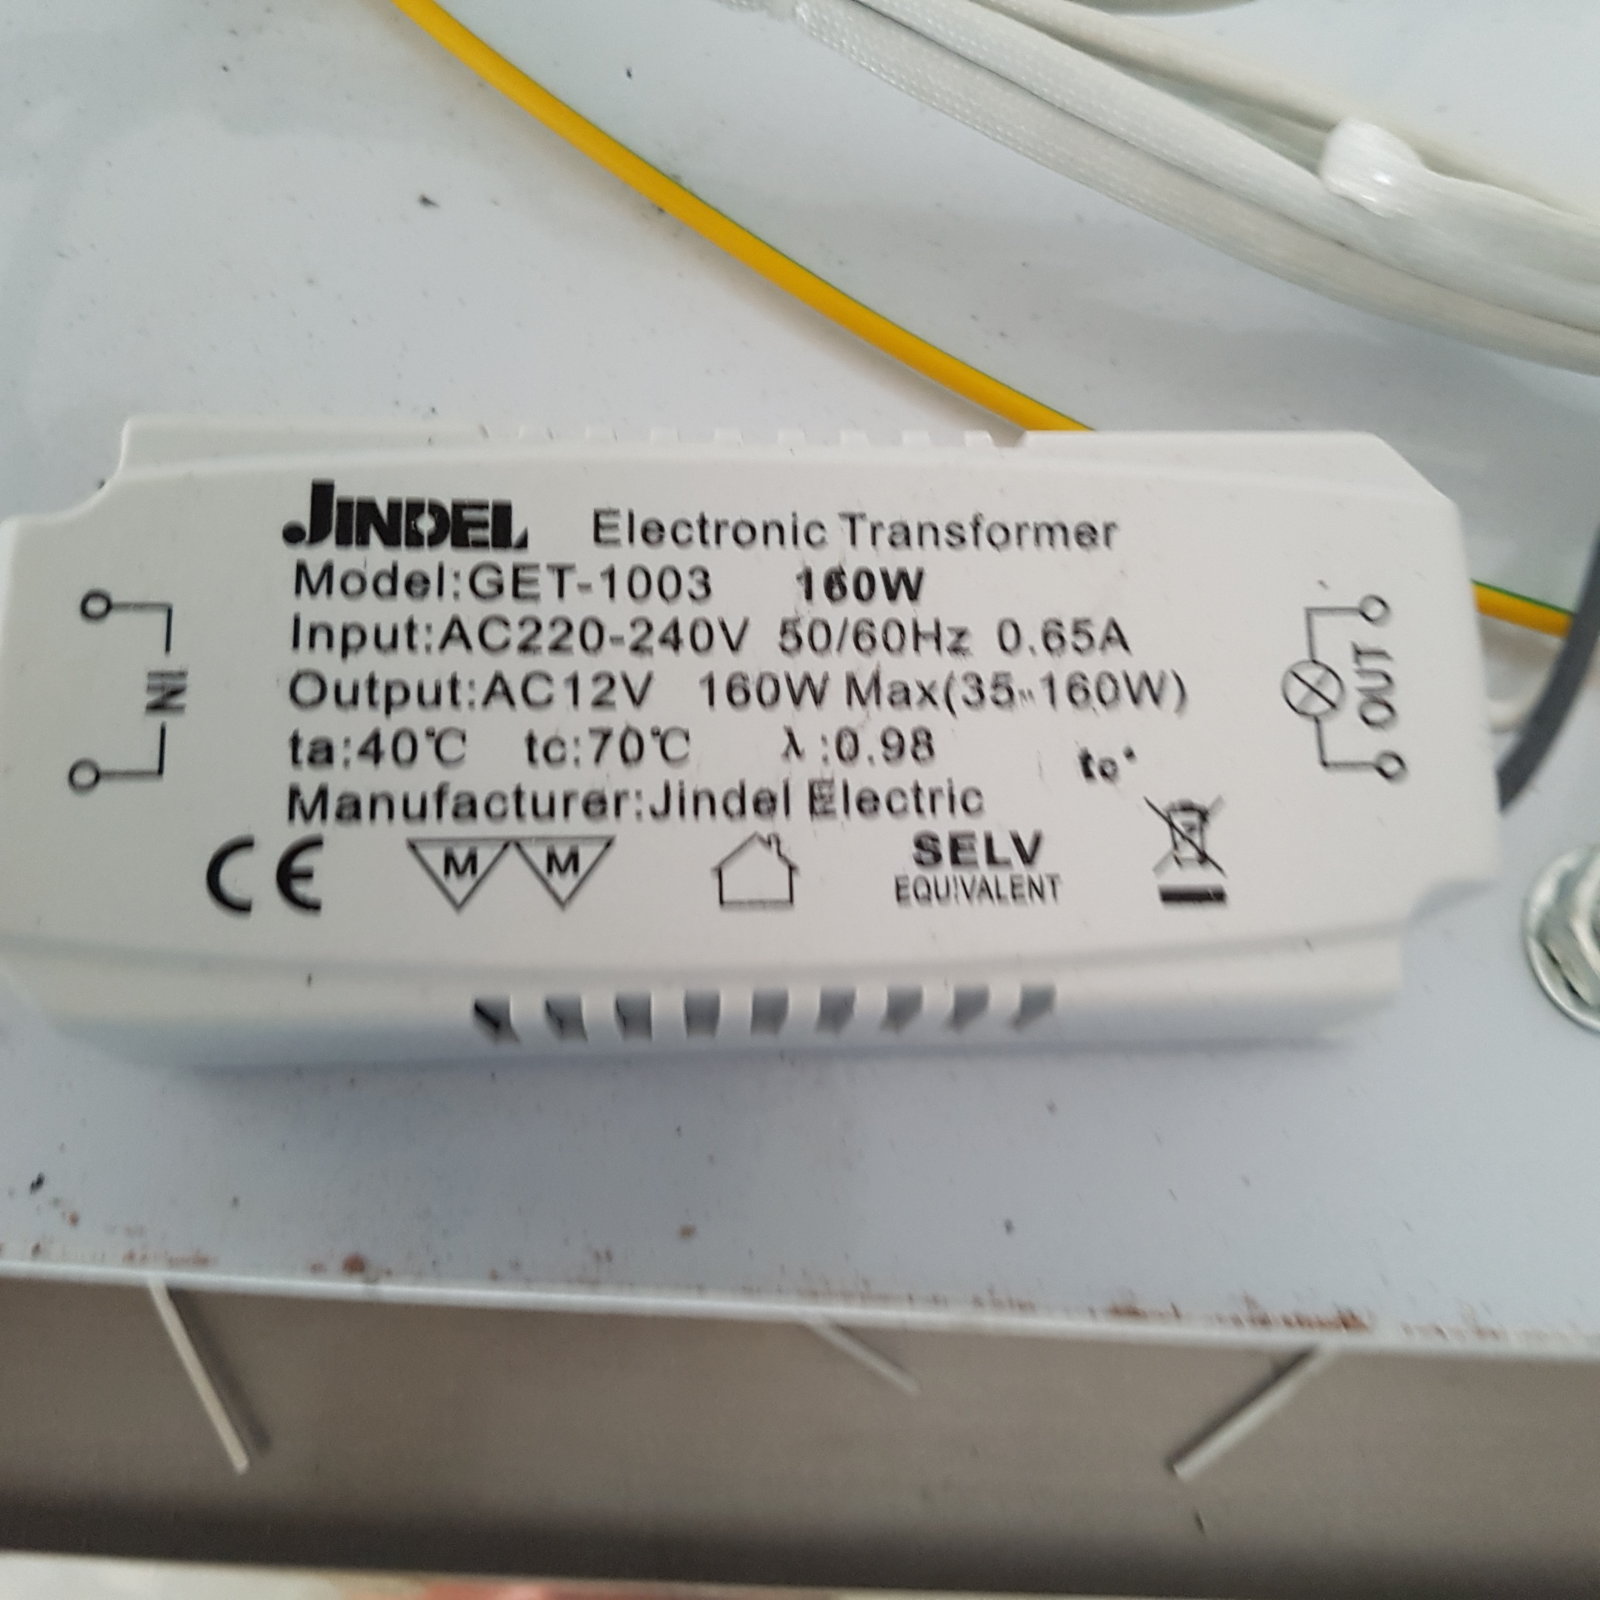 JINDEL Electronic Transformer
Model:GET-1003 160W
Input:AC220-240V 50/60Hz 0.65A
Output:AC12V 160W Max(35~160W)
ta:40℃ tc:70℃ λ:0.98
tc
Manufacturer:Jindel Electric
IN
OUT
CE
M M
SELV
EQUIVALENT